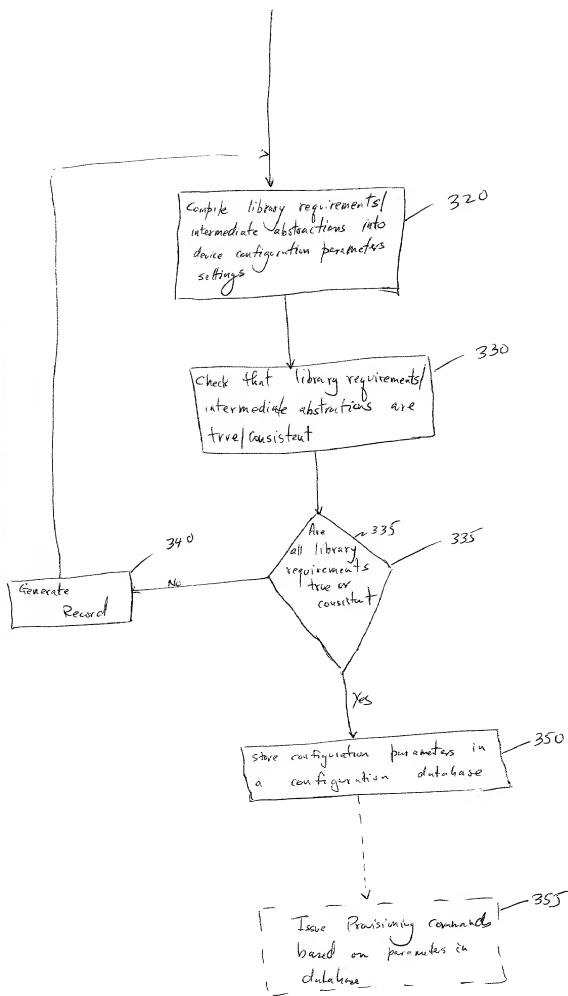 Compile library requirements/
intermediate abstractions into
device configuration parameters
settings
320
Check that library requirements/
intermediate abstractions are
true/consistent
330
Are
all library
requirements
true or
consistent
335
335
No
340
Generate
Record
Yes
Store configuration parameters in
a configuration database
350
Issue Provisioning commands
based on parameters in
database
355